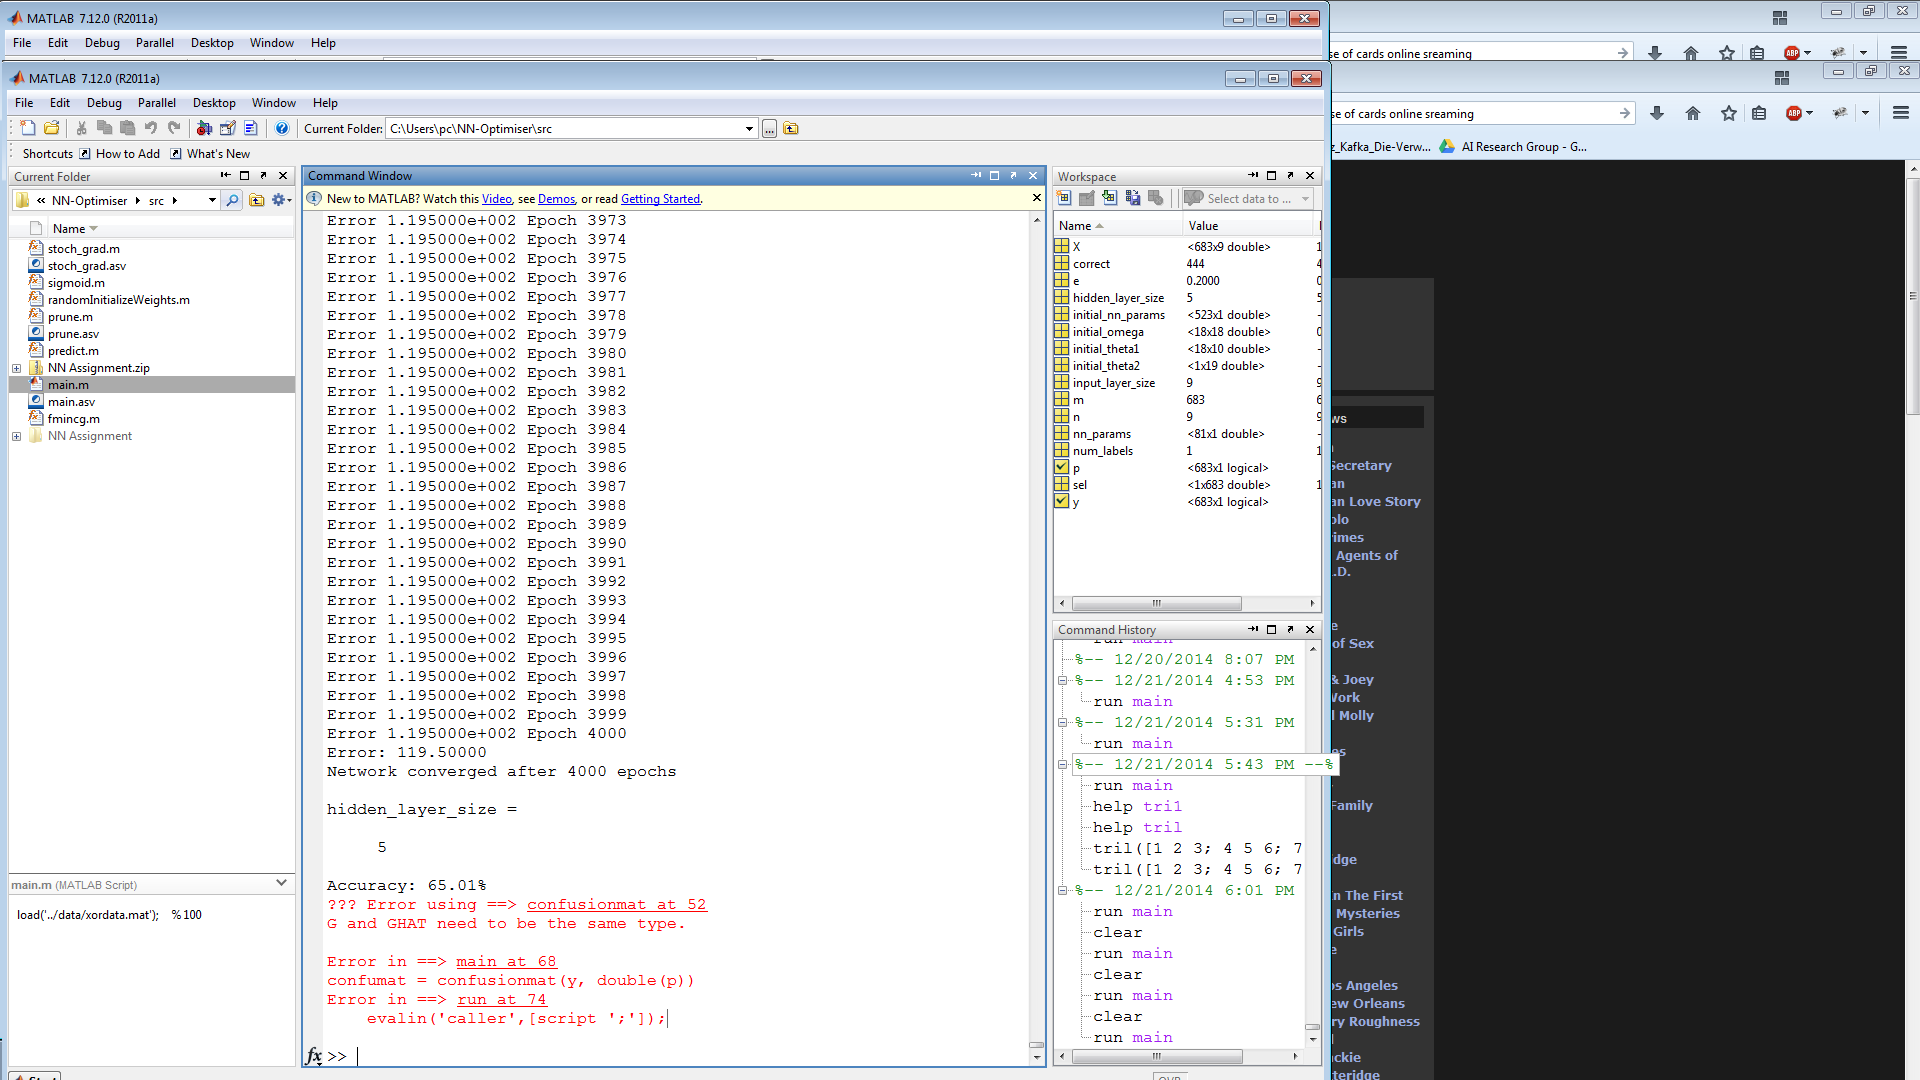 MATLAB 7.12.0 (R2011a)
File Edit Debug Parallel Desktop Window Help
se of cards online sreaming
MATLAB 7.12.0 (R2011a)
File Edit Debug Parallel Desktop Window Help
Current Folder: C:\Users\pc\NN-Optimiser\src
se of cards online sreaming
Shortcuts How to Add What's New
z_Kafka_Die-Verw... AI Research Group - G...
Current Folder
« NN-Optimiser src
Name
stoch_grad.m
stoch_grad.asv
sigmoid.m
randomInitializeWeights.m
prune.m
prune.asv
predict.m
NN Assignment.zip
main.m
main.asv
fmincg.m
NN Assignment
main.m (MATLAB Script)
load('../data/xordata.mat'); %100
Command Window
New to MATLAB? Watch this Video, see Demos, or read Getting Started.
Error 1.195000e+002 Epoch 3973
Error 1.195000e+002 Epoch 3974
Error 1.195000e+002 Epoch 3975
Error 1.195000e+002 Epoch 3976
Error 1.195000e+002 Epoch 3977
Error 1.195000e+002 Epoch 3978
Error 1.195000e+002 Epoch 3979
Error 1.195000e+002 Epoch 3980
Error 1.195000e+002 Epoch 3981
Error 1.195000e+002 Epoch 3982
Error 1.195000e+002 Epoch 3983
Error 1.195000e+002 Epoch 3984
Error 1.195000e+002 Epoch 3985
Error 1.195000e+002 Epoch 3986
Error 1.195000e+002 Epoch 3987
Error 1.195000e+002 Epoch 3988
Error 1.195000e+002 Epoch 3989
Error 1.195000e+002 Epoch 3990
Error 1.195000e+002 Epoch 3991
Error 1.195000e+002 Epoch 3992
Error 1.195000e+002 Epoch 3993
Error 1.195000e+002 Epoch 3994
Error 1.195000e+002 Epoch 3995
Error 1.195000e+002 Epoch 3996
Error 1.195000e+002 Epoch 3997
Error 1.195000e+002 Epoch 3998
Error 1.195000e+002 Epoch 3999
Error 1.195000e+002 Epoch 4000
Error: 119.50000
Network converged after 4000 epochs
hidden_layer_size =
5
Accuracy: 65.01%
??? Error using ==> confusionmat at 52
G and GHAT need to be the same type.
Error in ==> main at 68
confumat = confusionmat(y, double(p))
Error in ==> run at 74
evalin('caller',[script ';']);
fx >>
Workspace
Select data to ...
Name Value
X <683x9 double> 1
correct 444 4
e 0.2000 0
hidden_layer_size 5 5
initial_nn_params <523x1 double> -
initial_omega <18x18 double> 0
initial_theta1 <18x10 double> -
initial_theta2 <1x19 double> -
input_layer_size 9 9
m 683 6
n 9 9
nn_params <81x1 double> -
num_labels 1 1
p <683x1 logical>
sel <1x683 double> 1
y <683x1 logical>
Command History
run main
%-- 12/20/2014 8:07 PM
%-- 12/21/2014 4:53 PM
run main
%-- 12/21/2014 5:31 PM
run main
%-- 12/21/2014 5:43 PM --%
run main
help tri1
help tril
tril([1 2 3; 4 5 6; 7
tril([1 2 3; 4 5 6; 7
%-- 12/21/2014 6:01 PM
run main
clear
run main
clear
run main
clear
run main
ws
Secretary
an
an Love Story
olo
rimes
Agents of
.D.
e
of Sex
& Joey
Work
l Molly
es
Family
dge
In The First
Mysteries
Girls
e
os Angeles
ew Orleans
ry Roughness
l
ackie
rteridge